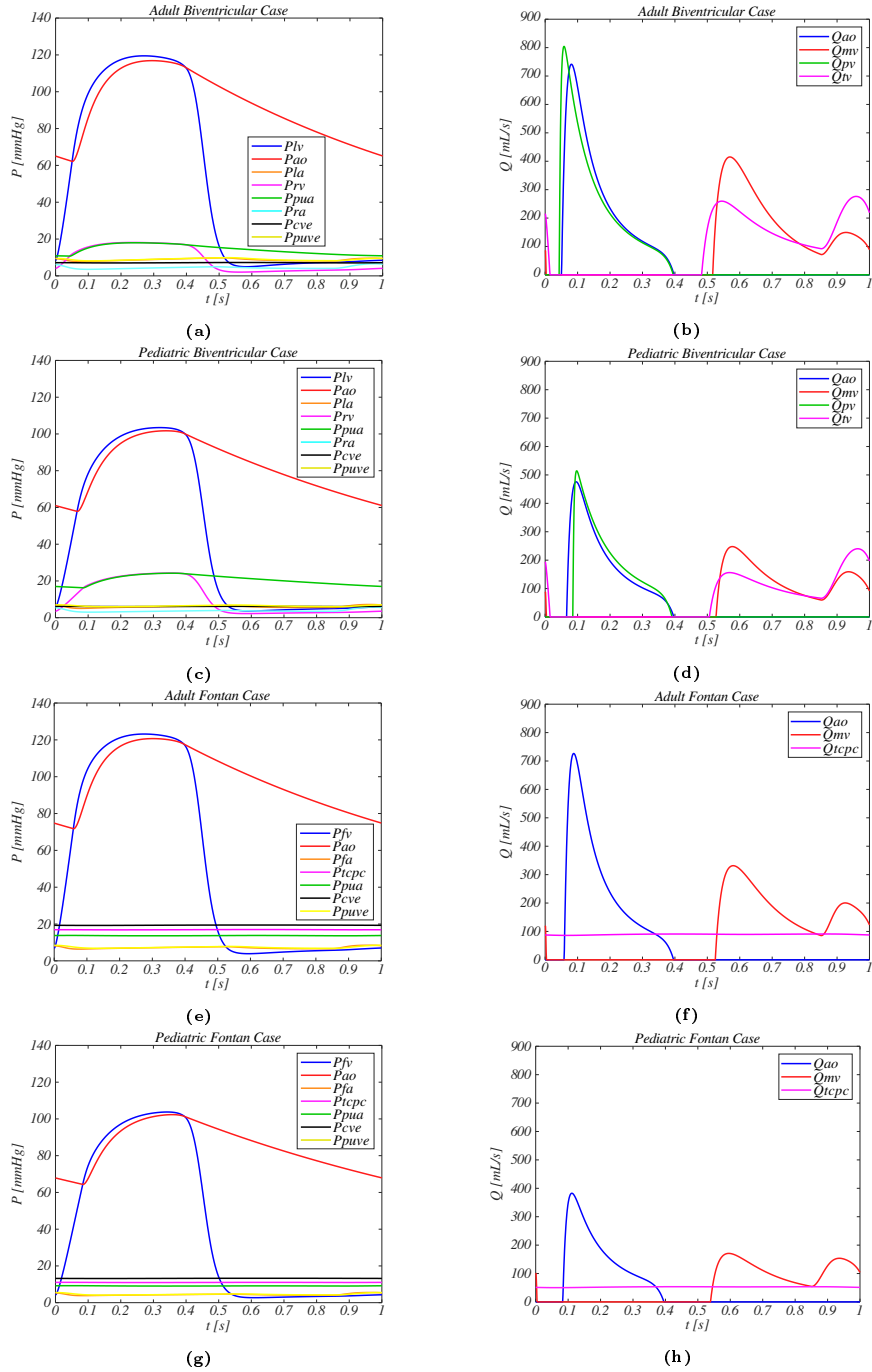 Adult Biventricular Case
140
120
100
80
60
40
20
0
P [mmHg]
Plv
Pao
Pla
Prv
Ppua
Pra
Pcve
Ppuve
0 0.1 0.2 0.3 0.4 0.5 0.6 0.7 0.8 0.9 1
t [s]
(a)
Adult Biventricular Case
900
800
700
600
500
400
300
200
100
0
Q [mL/s]
Qao
Qmv
Qpv
Qtv
0 0.1 0.2 0.3 0.4 0.5 0.6 0.7 0.8 0.9 1
t [s]
(b)
Pediatric Biventricular Case
140
120
100
80
60
40
20
0
P [mmHg]
Plv
Pao
Pla
Prv
Ppua
Pra
Pcve
Ppuve
0 0.1 0.2 0.3 0.4 0.5 0.6 0.7 0.8 0.9 1
t [s]
(c)
Pediatric Biventricular Case
900
800
700
600
500
400
300
200
100
0
Q [mL/s]
Qao
Qmv
Qpv
Qtv
0 0.1 0.2 0.3 0.4 0.5 0.6 0.7 0.8 0.9 1
t [s]
(d)
Adult Fontan Case
140
120
100
80
60
40
20
0
P [mmHg]
Pfv
Pao
Pfa
Ptcpc
Ppua
Pcve
Ppuve
0 0.1 0.2 0.3 0.4 0.5 0.6 0.7 0.8 0.9 1
t [s]
(e)
Adult Fontan Case
900
800
700
600
500
400
300
200
100
0
Q [mL/s]
Qao
Qmv
Qtcpc
0 0.1 0.2 0.3 0.4 0.5 0.6 0.7 0.8 0.9 1
t [s]
(f)
Pediatric Fontan Case
140
120
100
80
60
40
20
0
P [mmHg]
Pfv
Pao
Pfa
Ptcpc
Ppua
Pcve
Ppuve
0 0.1 0.2 0.3 0.4 0.5 0.6 0.7 0.8 0.9 1
t [s]
(g)
Pediatric Fontan Case
900
800
700
600
500
400
300
200
100
0
Q [mL/s]
Qao
Qmv
Qtcpc
0 0.1 0.2 0.3 0.4 0.5 0.6 0.7 0.8 0.9 1
t [s]
(h)